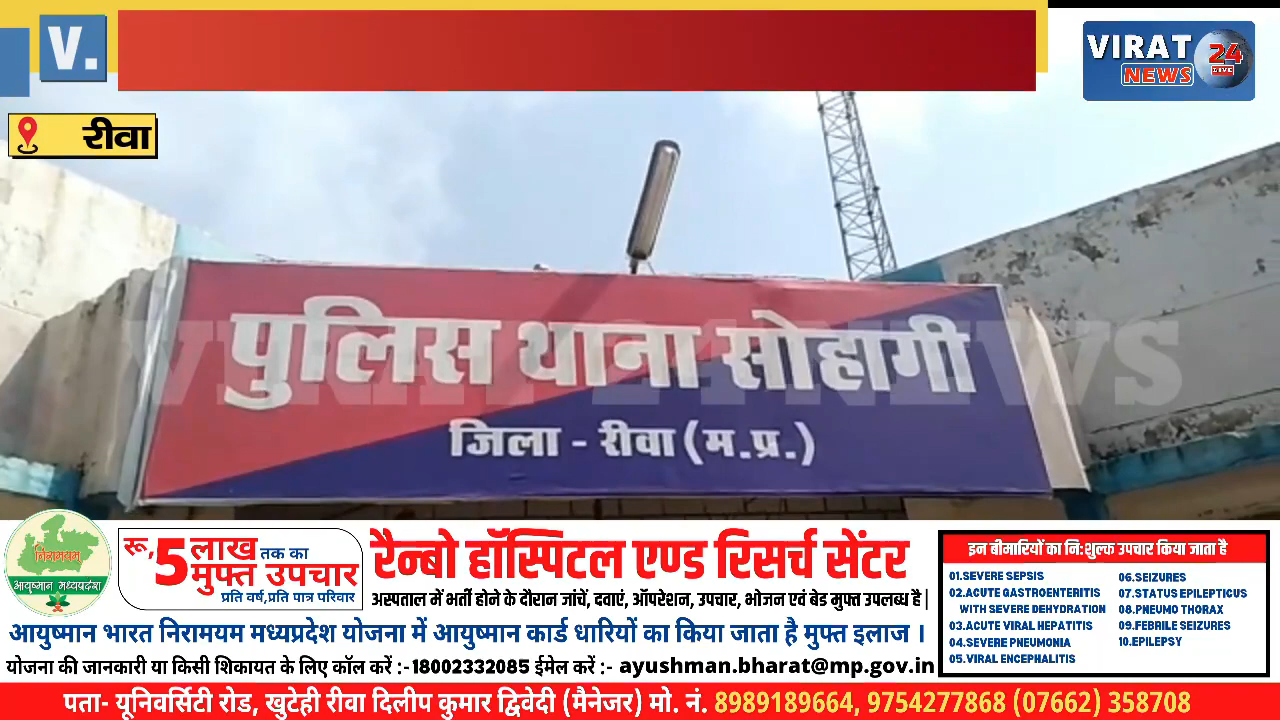 V.
VIRAT 24
NEWS LIVE
रीवा
VIRAT 24 NEWS
पुलिस थाना सोहागी
जिला - रीवा (म.प्र.)
निरामयम
आयुष्मान मध्यप्रदेश
रू,5 लाख तक का
मुफ्त उपचार
प्रति वर्ष,प्रति पात्र परिवार
रैन्बो हॉस्पिटल एण्ड रिसर्च सेंटर
अस्पताल में भर्ती होने के दौरान जांचें, दवाएं, ऑपरेशन, उपचार, भोजन एवं बेड मुफ्त उपलब्ध है|
आयुष्मान भारत निरामयम मध्यप्रदेश योजना में आयुष्मान कार्ड धारियों का किया जाता है मुफ्त इलाज ।
योजना की जानकारी या किसी शिकायत के लिए कॉल करें :-18002332085 ईमेल करें :- ayushman.bharat@mp.gov.in
इन बीमारियों का नि:शुल्क उपचार किया जाता है
01.SEVERE SEPSIS
02.ACUTE GASTROENTERITIS
WITH SEVERE DEHYDRATION
03.ACUTE VIRAL HEPATITIS
04.SEVERE PNEUMONIA
05.VIRAL ENCEPHALITIS
06.SEIZURES
07.STATUS EPILEPTICUS
08.PNEUMO THORAX
09.FEBRILE SEIZURES
10.EPILEPSY
पता- यूनिवर्सिटी रोड, खुटेही रीवा दिलीप कुमार द्विवेदी (मैनेजर) मो. नं. 8989189664, 9754277868 (07662) 358708